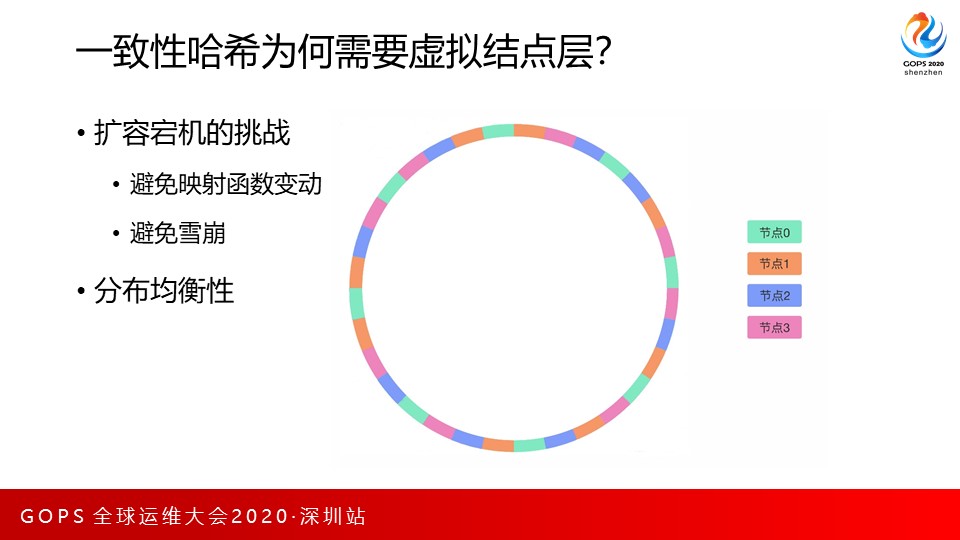 一致性哈希为何需要虚拟结点层?
GOPS 2020
shenzhen
• 扩容宕机的挑战
• 避免映射函数变动
• 避免雪崩
• 分布均衡性
节点0
节点1
节点2
节点3
GOPS 全球运维大会2020·深圳站